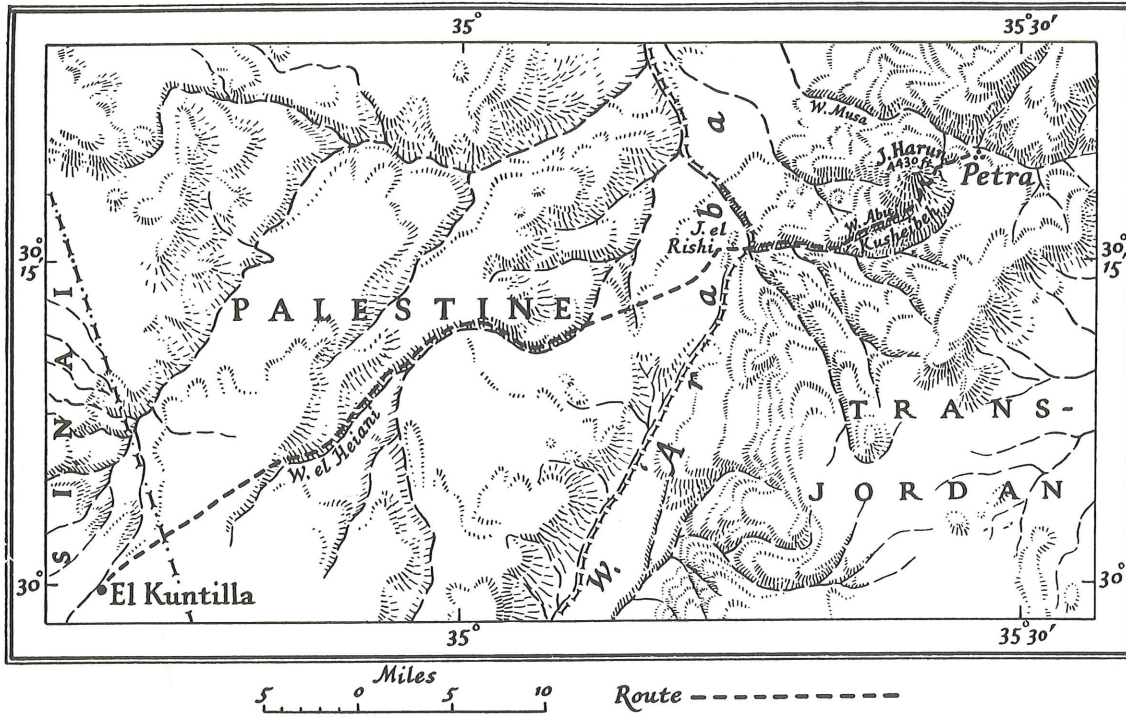 35°
35°30′
W. Musa
J. Harun
4430 ft.
Petra
a
b
a
r
A
W.
J. el
Rishi
W. Abu
Kusheibeh
30°
15′
30°
15′
PALESTINE
SINAI
TRANS-
JORDAN
W. el Heiani
El Kuntilla
30°
30°
35°
35°30′
Miles
5 0 5 10
Route